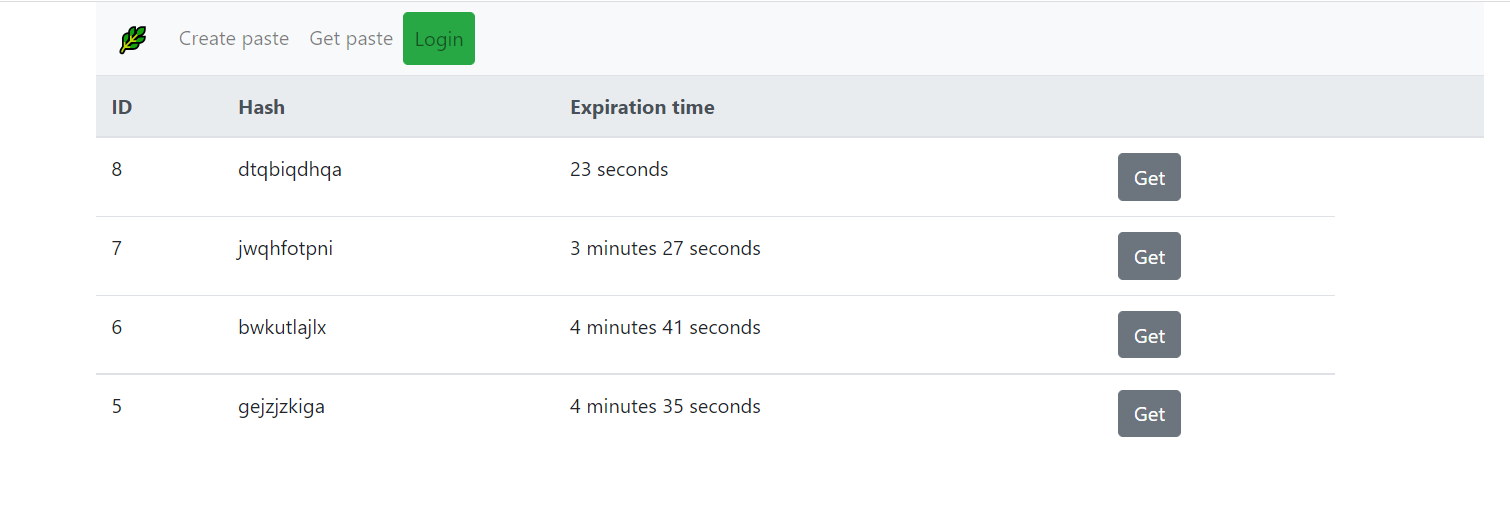 Create paste Get paste Login
ID Hash Expiration time
8 dtqbiqdhqa 23 seconds Get
7 jwqhfotpni 3 minutes 27 seconds Get
6 bwkutlajlx 4 minutes 41 seconds Get
5 gejzjzkiga 4 minutes 35 seconds Get